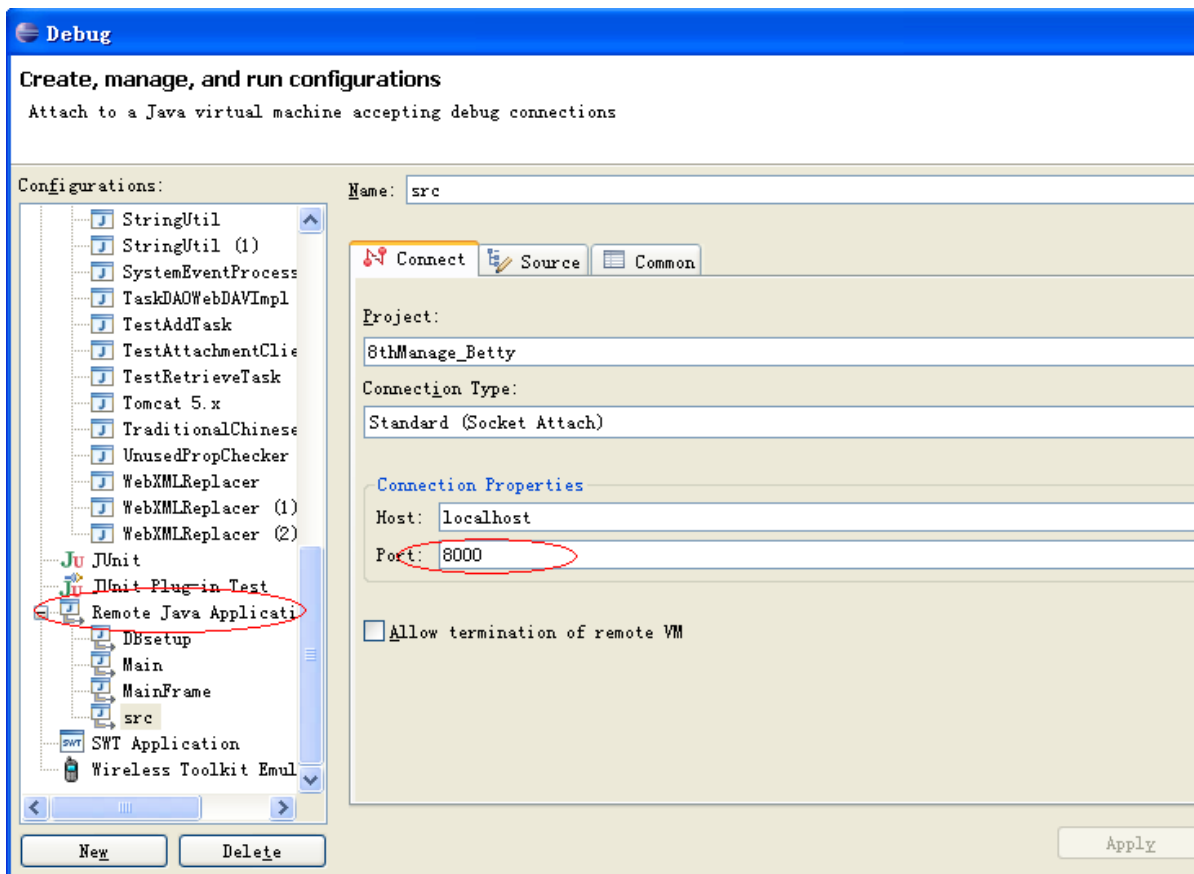 Debug
Create, manage, and run configurations
Attach to a Java virtual machine accepting debug connections
Configurations:
StringUtil
StringUtil (1)
SystemEventProcess
TaskDAOWebDAVImpl
TestAddTask
TestAttachmentClie
TestRetrieveTask
Tomcat 5.x
TraditionalChinese
UnusedPropChecker
WebXMLReplacer
WebXMLReplacer (1)
WebXMLReplacer (2)
JUnit
JUnit Plug-in Test
Remote Java Applicati
DBsetup
Main
MainFrame
src
SWT Application
Wireless Toolkit Emul
New Delete
Name: src
Connect Source Common
Project:
8thManage_Betty
Connection Type:
Standard (Socket Attach)
Connection Properties
Host: localhost
Port: 8000
Allow termination of remote VM
Apply